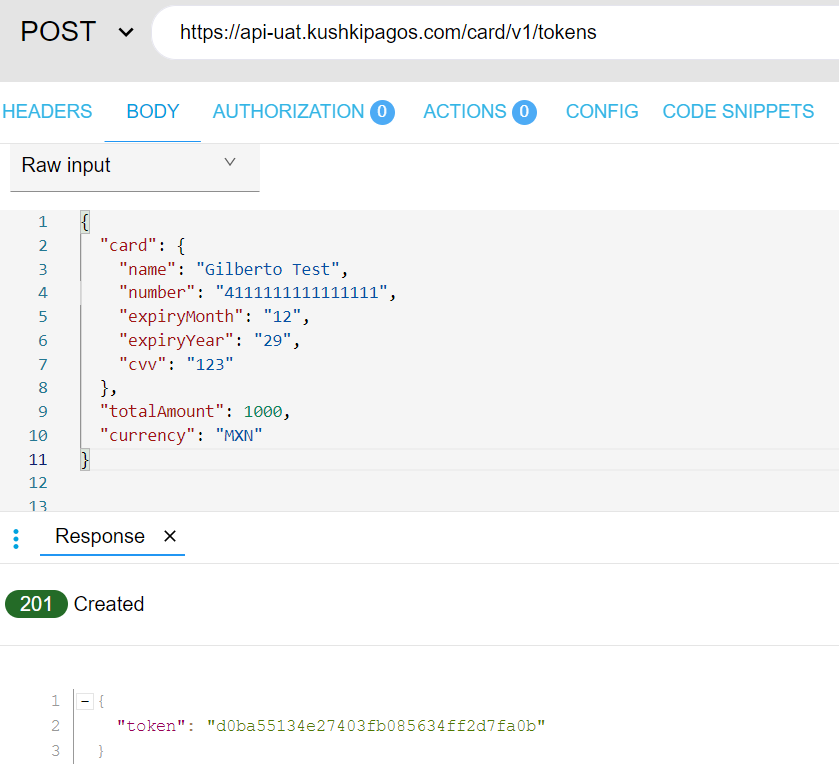 POST https://api-uat.kushkipagos.com/card/v1/tokens
HEADERS BODY AUTHORIZATION 0 ACTIONS 0 CONFIG CODE SNIPPETS
Raw input
1 {
2 "card": {
3 "name": "Gilberto Test",
4 "number": "4111111111111111",
5 "expiryMonth": "12",
6 "expiryYear": "29",
7 "cvv": "123"
8 },
9 "totalAmount": 1000,
10 "currency": "MXN"
11 }
12
13
Response ×
201 Created
1 {
2 "token": "d0ba55134e27403fb085634ff2d7fa0b"
3 }